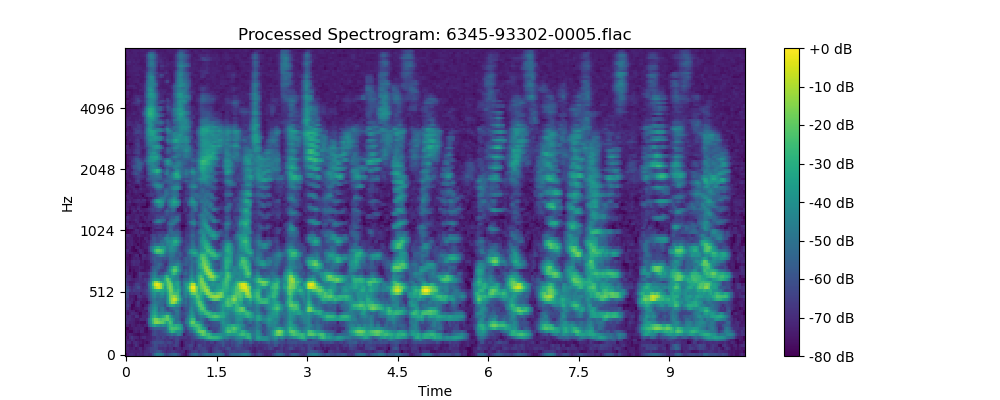 Processed Spectrogram: 6345-93302-0005.flac
+0 dB
-10 dB
-20 dB
-30 dB
-40 dB
-50 dB
-60 dB
-70 dB
-80 dB
Hz
4096
2048
1024
512
0
0 1.5 3 4.5 6 7.5 9
Time